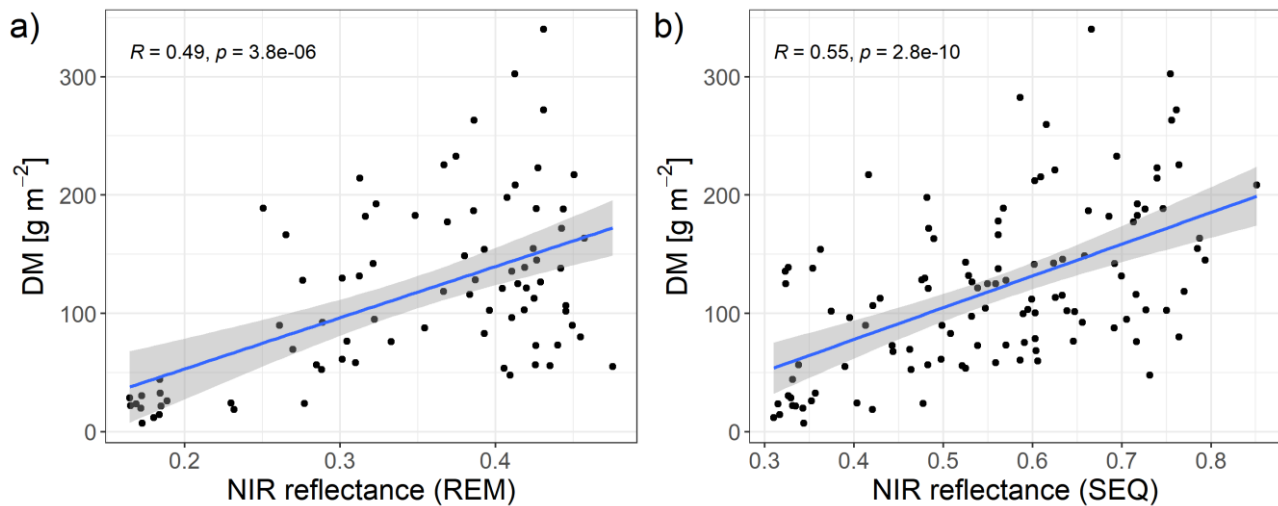 a)
R = 0.49, p = 3.8e-06
DM [g m⁻²]
300
200
100
0
0.2 0.3 0.4
NIR reflectance (REM)
b)
R = 0.55, p = 2.8e-10
DM [g m⁻²]
300
200
100
0
0.3 0.4 0.5 0.6 0.7 0.8
NIR reflectance (SEQ)